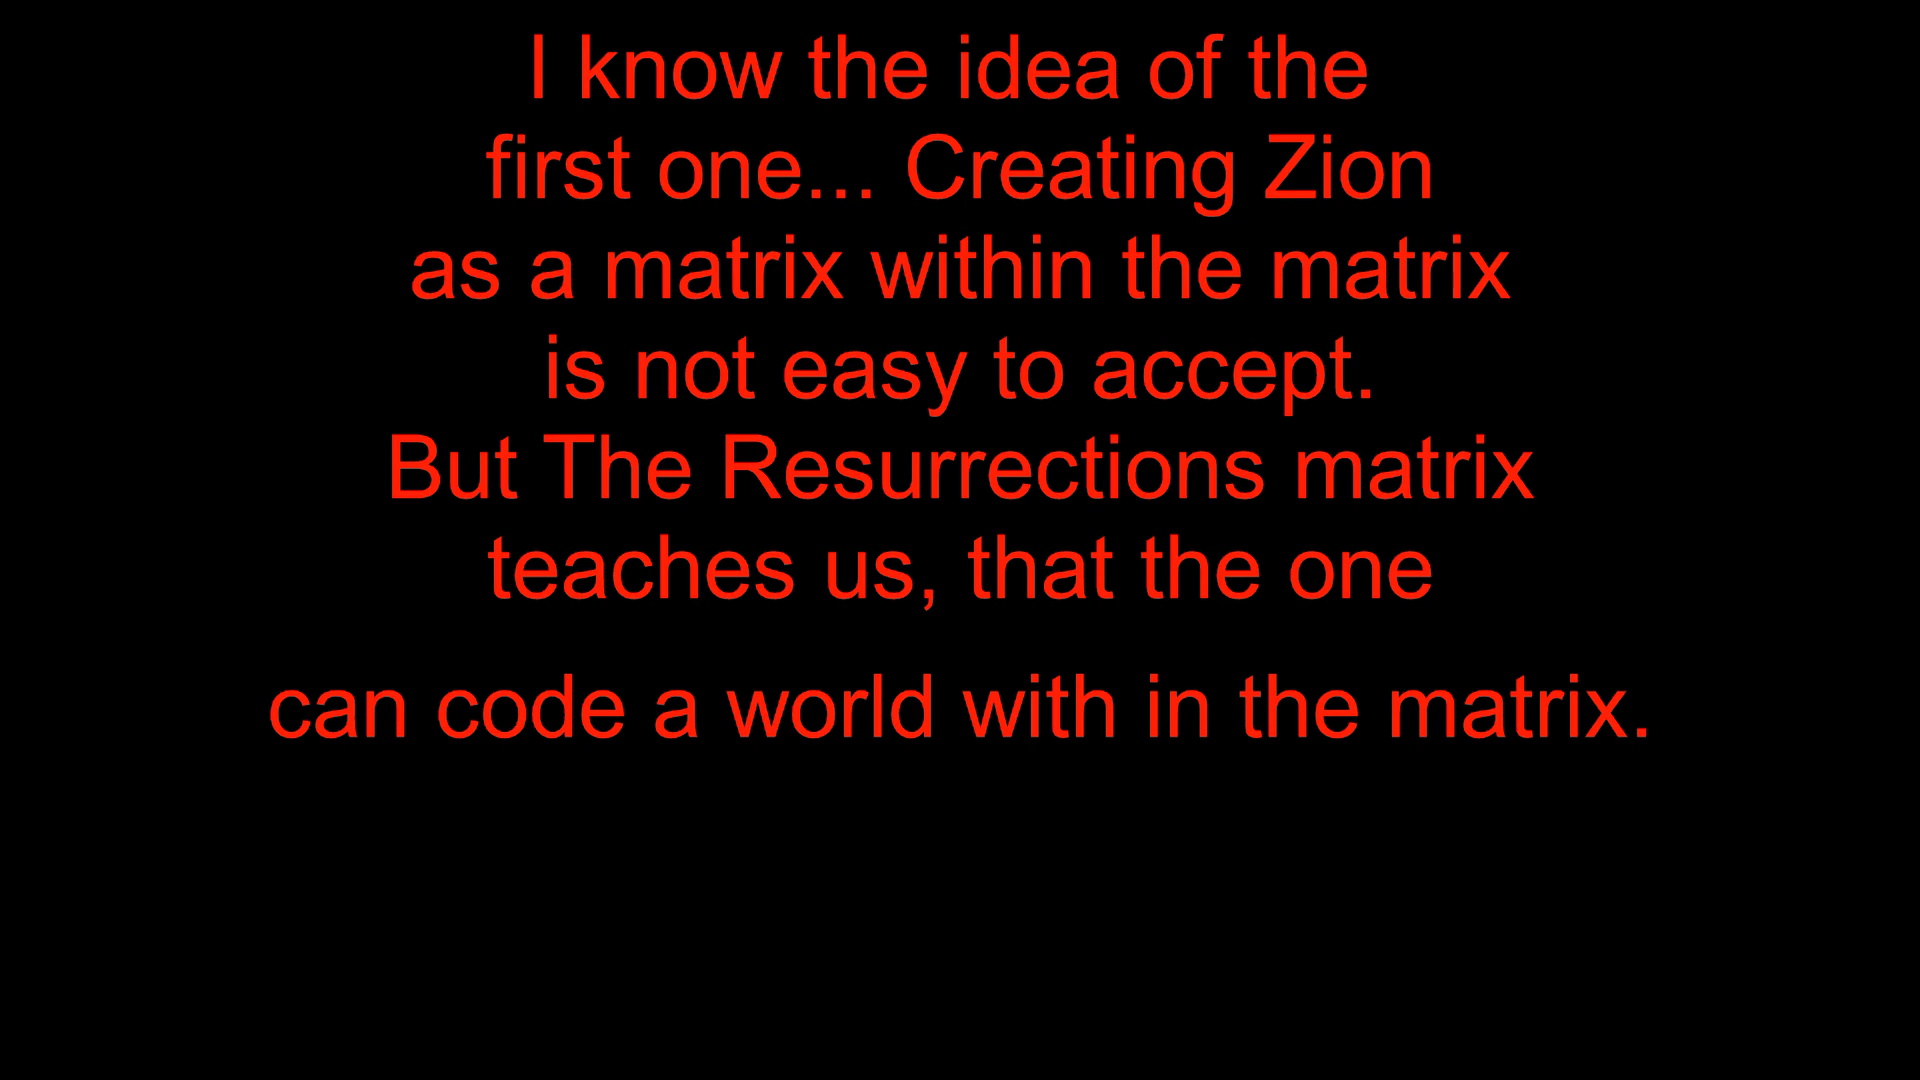 I know the idea of the
first one... Creating Zion
as a matrix within the matrix
is not easy to accept.
But The Resurrections matrix
teaches us, that the one
can code a world with in the matrix.